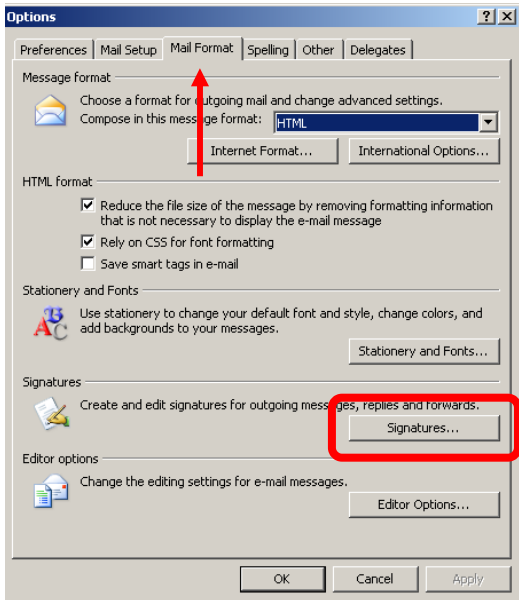 Options
Preferences Mail Setup Mail Format Spelling Other Delegates
Message format
Choose a format for outgoing mail and change advanced settings.
Compose in this message format: HTML
Internet Format... International Options...
HTML format
Reduce the file size of the message by removing formatting information
that is not necessary to display the e-mail message
Rely on CSS for font formatting
Save smart tags in e-mail
Stationery and Fonts
Use stationery to change your default font and style, change colors, and
add backgrounds to your messages.
Stationery and Fonts...
Signatures
Create and edit signatures for outgoing messages, replies and forwards.
Signatures...
Editor options
Change the editing settings for e-mail messages.
Editor Options...
OK Cancel Apply